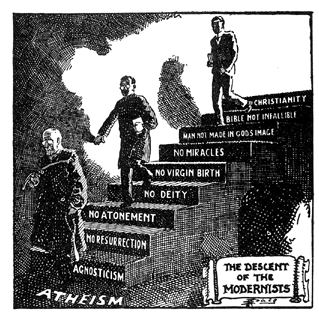 CHRISTIANITY
BIBLE NOT INFALLIBLE
MAN NOT MADE IN GODS IMAGE
NO MIRACLES
NO VIRGIN BIRTH
NO DEITY
NO ATONEMENT
NO RESURRECTION
AGNOSTICISM
ATHEISM
THE DESCENT
OF THE
MODERNISTS